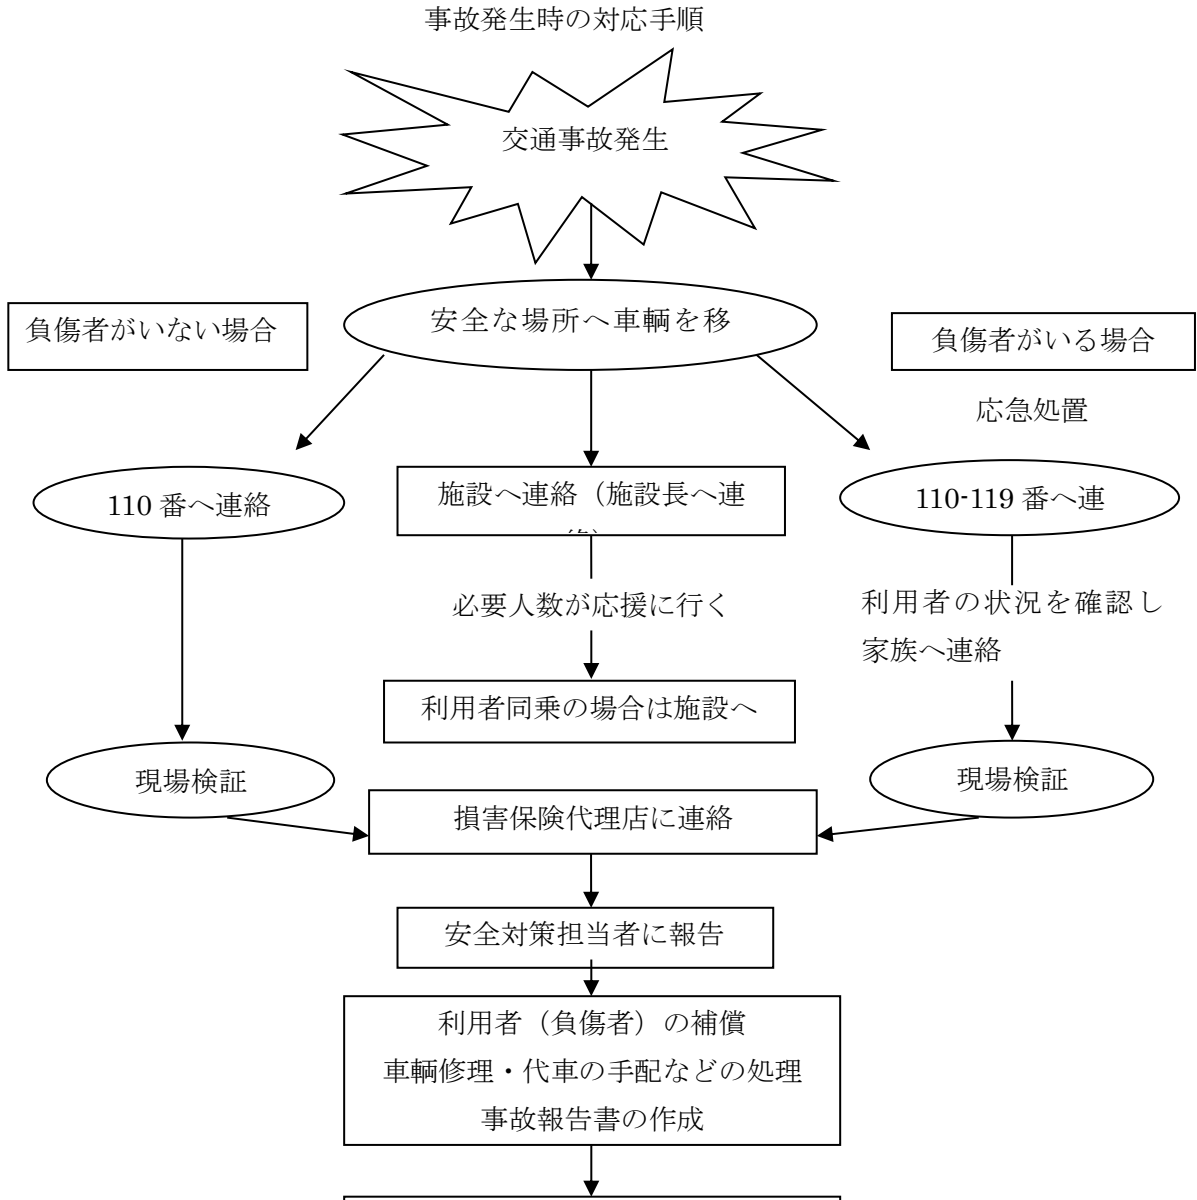 事故発生時の対応手順
交通事故発生
安全な場所へ車輌を移
負傷者がいない場合
負傷者がいる場合
応急処置
110 番へ連絡
施設へ連絡（施設長へ連
110-119 番へ連
必要人数が応援に行く
利用者の状況を確認し
家族へ連絡
利用者同乗の場合は施設へ
現場検証
現場検証
損害保険代理店に連絡
安全対策担当者に報告
利用者（負傷者）の補償
車輌修理・代車の手配などの処理
事故報告書の作成